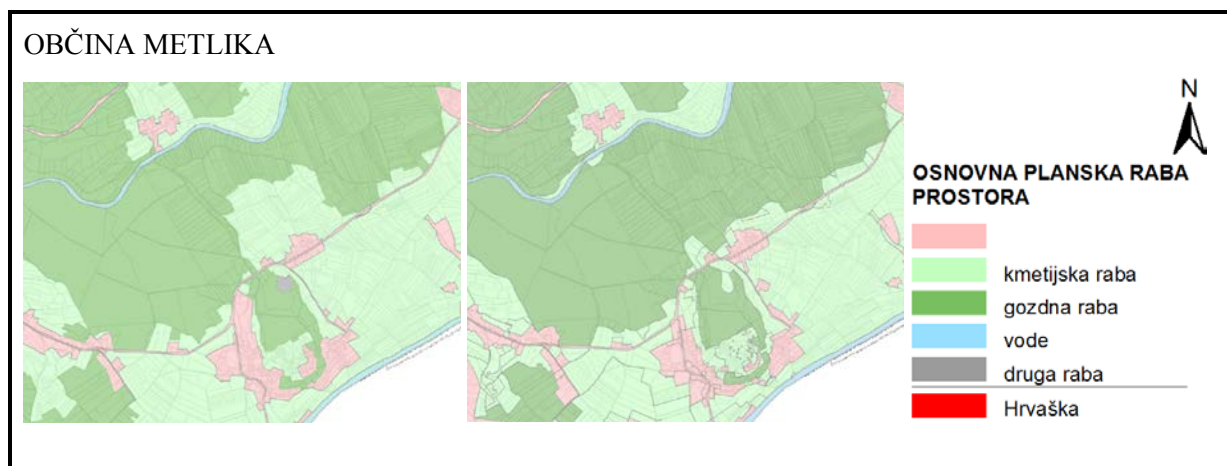 OBČINA METLIKA
N
OSNOVNA PLANSKA RABA
PROSTORA
kmetijska raba
gozdna raba
vode
druga raba
Hrvaška